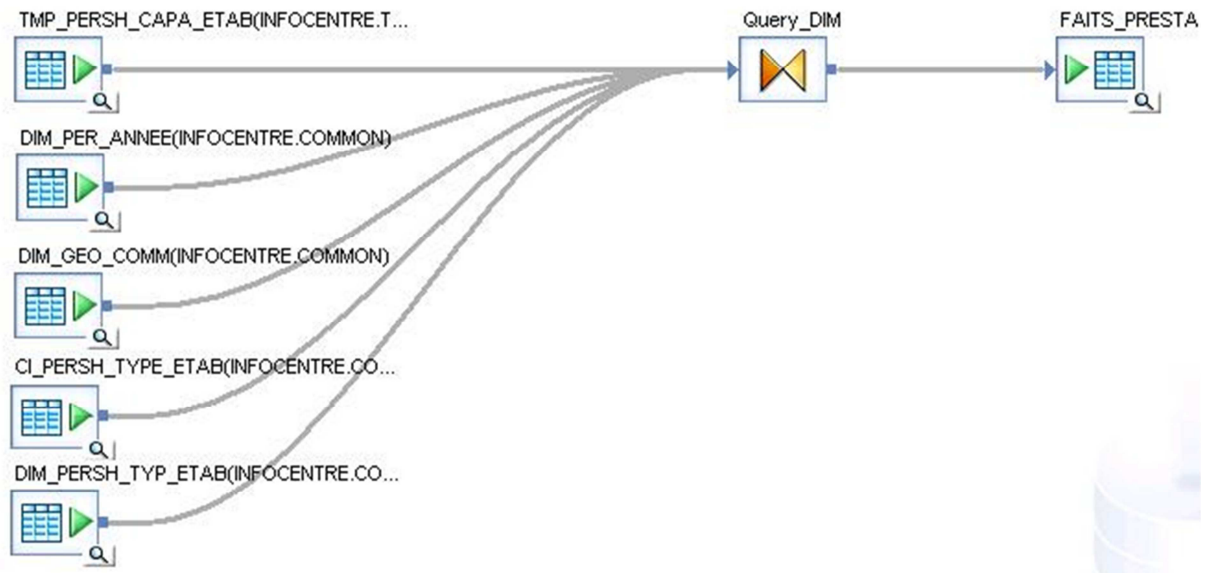 TMP_PERSH_CAPA_ETAB(INFOCENTRE.T...
Query_DIM
FAITS_PRESTA
DIM_PER_ANNEE(INFOCENTRE.COMMON)
DIM_GEO_COMM(INFOCENTRE.COMMON)
CI_PERSH_TYPE_ETAB(INFOCENTRE.CO...
DIM_PERSH_TYP_ETAB(INFOCENTRE.CO...